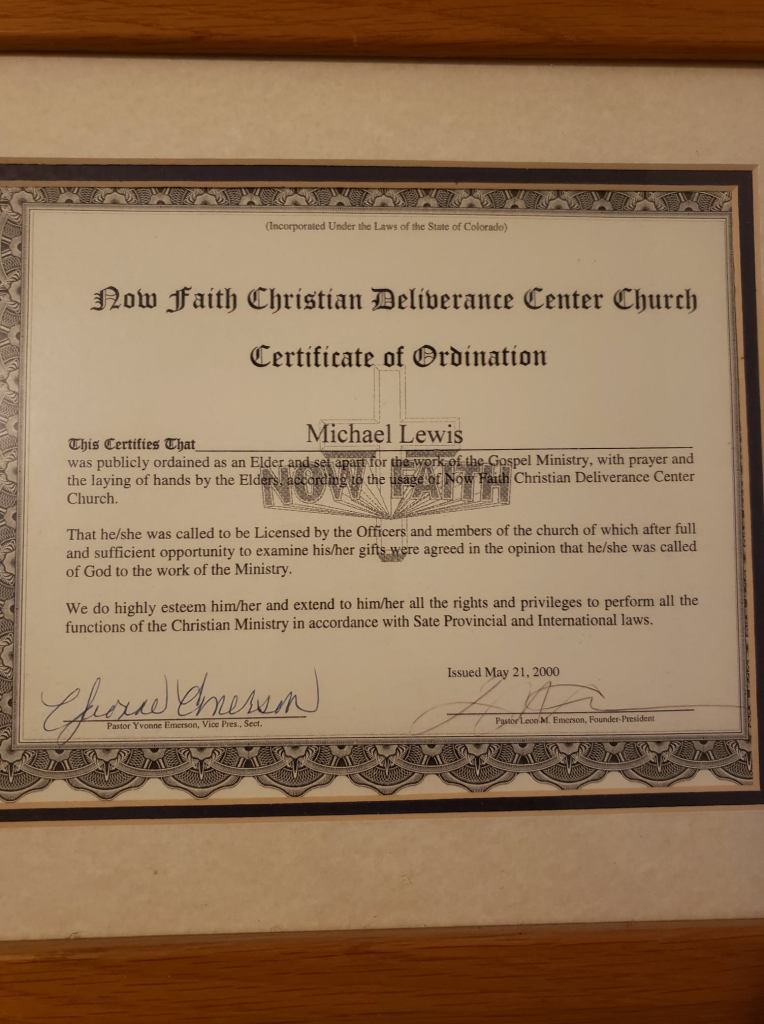 (Incorporated Under the Laws of the State of Colorado)
Now Faith Christian Deliverance Center Church
Certificate of Ordination
This Certifies That Michael Lewis
was publicly ordained as an Elder and set apart for the work of the Gospel Ministry, with prayer and
the laying of hands by the Elders, according to the usage of Now Faith Christian Deliverance Center
Church.
NOW FAITH
That he/she was called to be Licensed by the Officers and members of the church of which after full
and sufficient opportunity to examine his/her gifts were agreed in the opinion that he/she was called
of God to the work of the Ministry.
We do highly esteem him/her and extend to him/her all the rights and privileges to perform all the
functions of the Christian Ministry in accordance with Sate Provincial and International laws.
Issued May 21, 2000
Yvonne Emerson
Pastor Yvonne Emerson, Vice Pres., Sect.
Pastor Leon M. Emerson, Founder-President